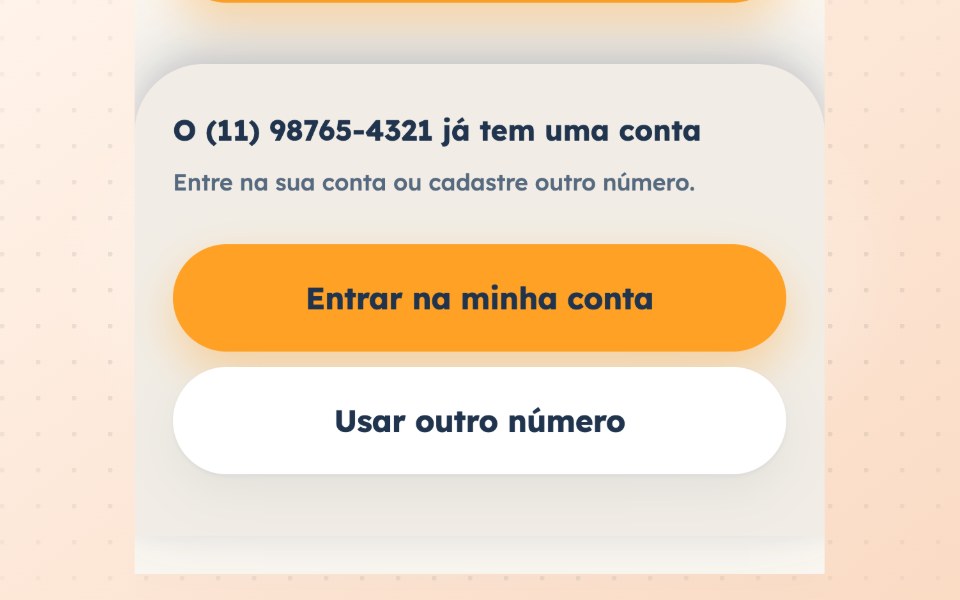 O (11) 98765-4321 já tem uma conta
Entre na sua conta ou cadastre outro número.
Entrar na minha conta
Usar outro número